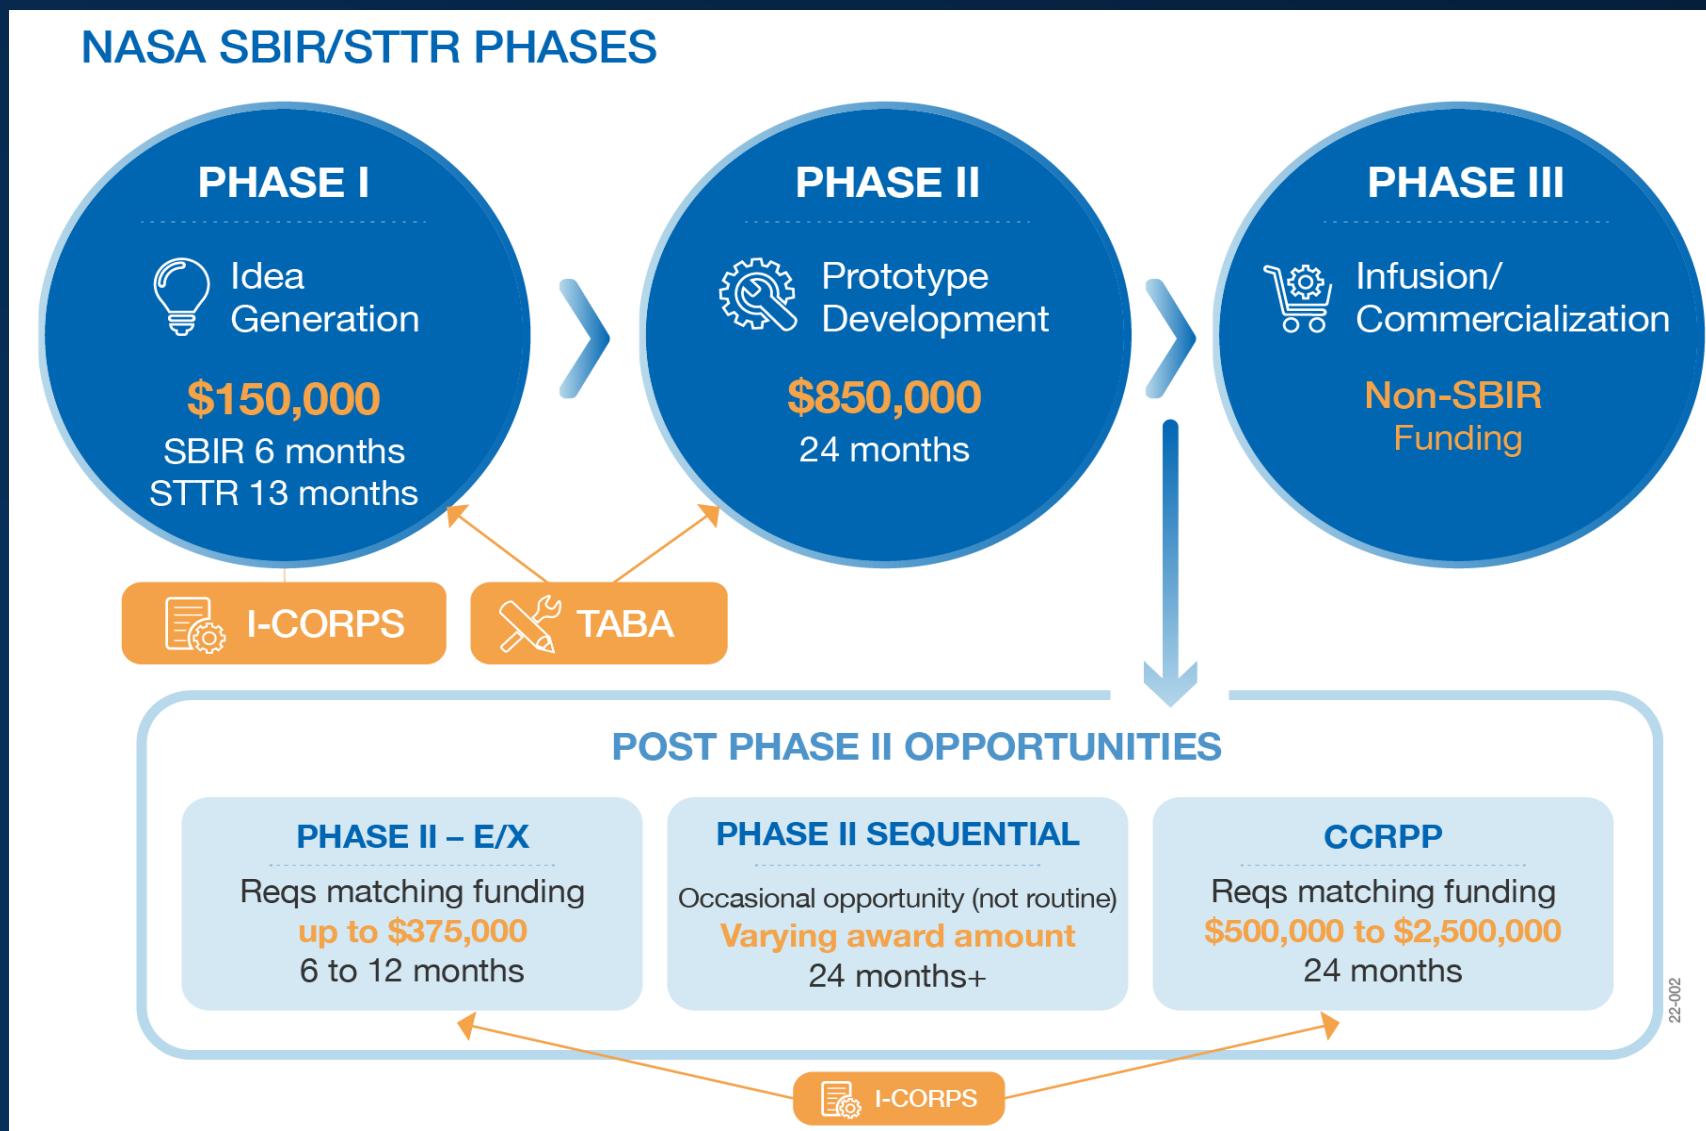 NASA SBIR/STTR PHASES
PHASE I
Idea
Generation
$150,000
SBIR 6 months
STTR 13 months
PHASE II
Prototype
Development
$850,000
24 months
PHASE III
Infusion/
Commercialization
Non-SBIR
Funding
I-CORPS
TABA
POST PHASE II OPPORTUNITIES
PHASE II – E/X
Reqs matching funding
up to $375,000
6 to 12 months
PHASE II SEQUENTIAL
Occasional opportunity (not routine)
Varying award amount
24 months+
CCRPP
Reqs matching funding
$500,000 to $2,500,000
24 months
22-002
I-CORPS